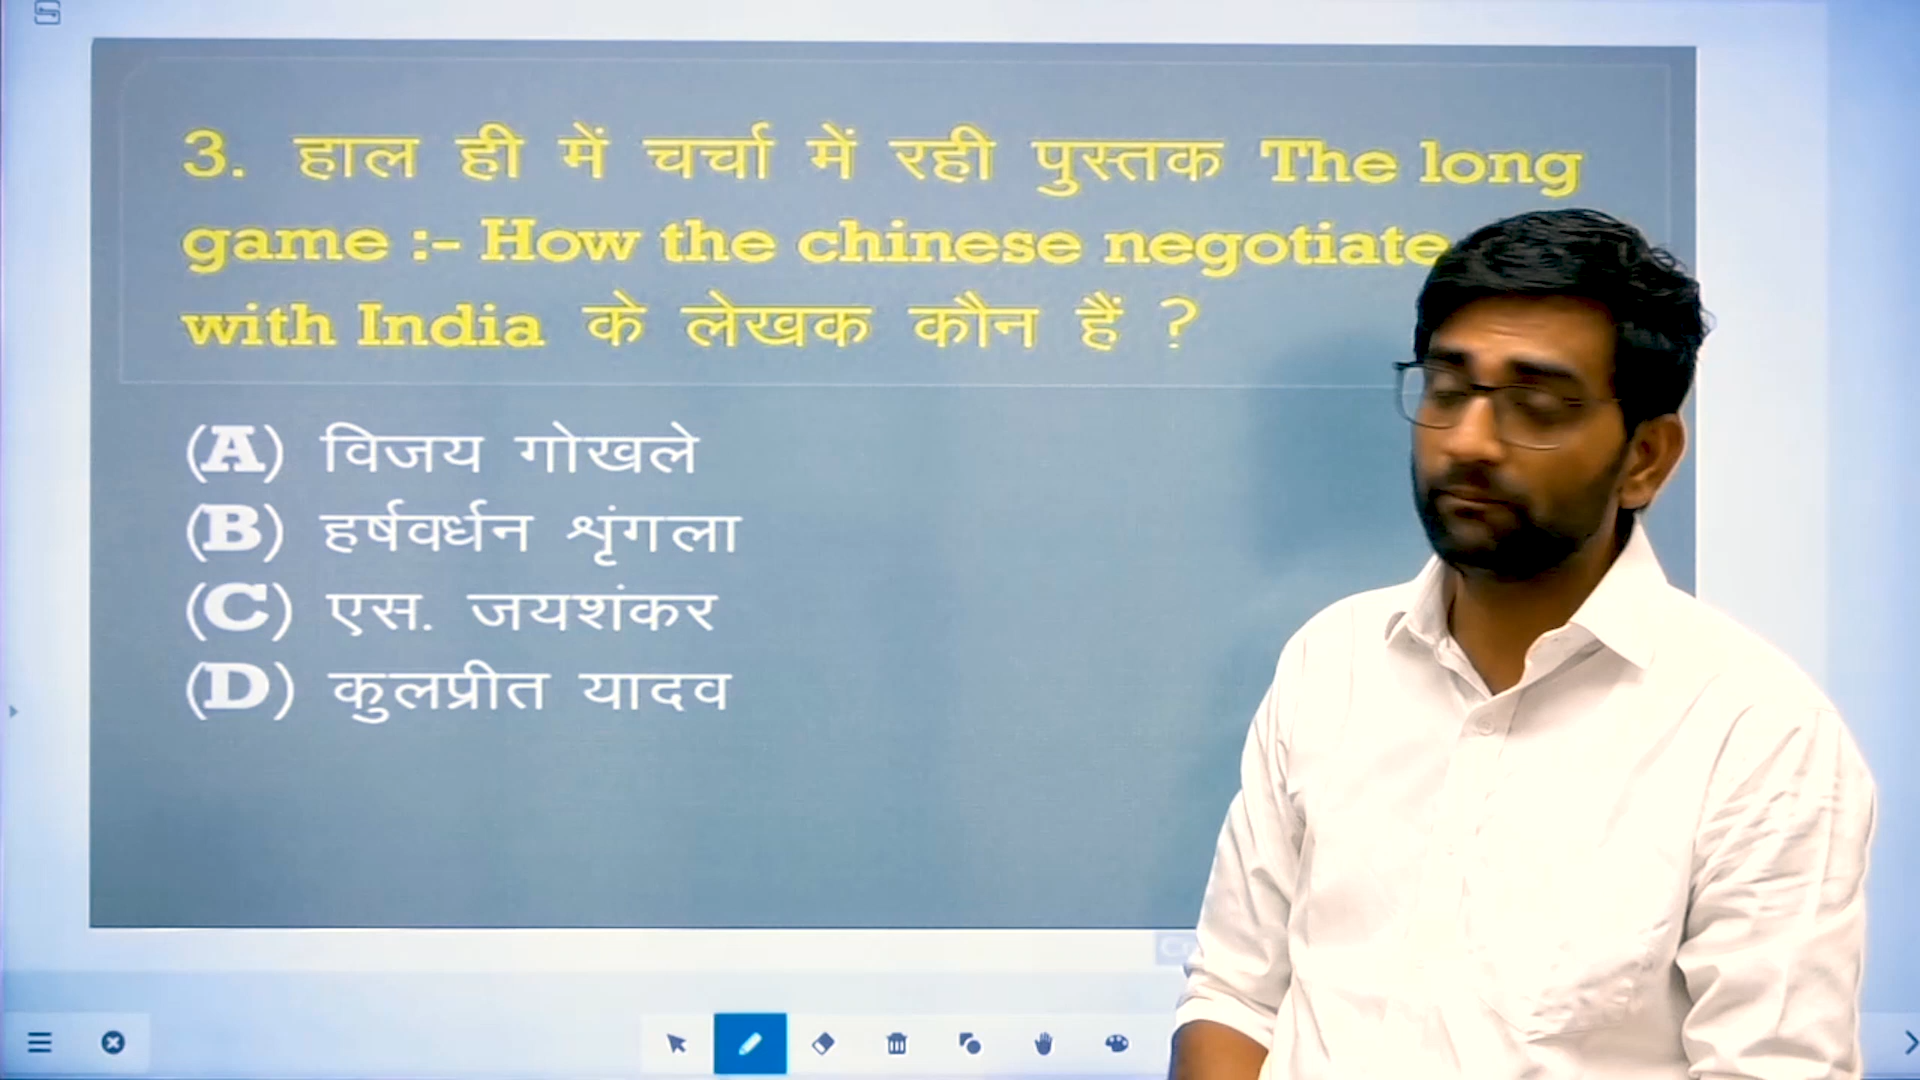 3. हाल ही में चर्चा में रही पुस्तक The long
game :- How the chinese negotiate
with India के लेखक कौन हैं ?
(A) विजय गोखले
(B) हर्षवर्धन श्रृंगला
(C) एस. जयशंकर
(D) कुलप्रीत यादव